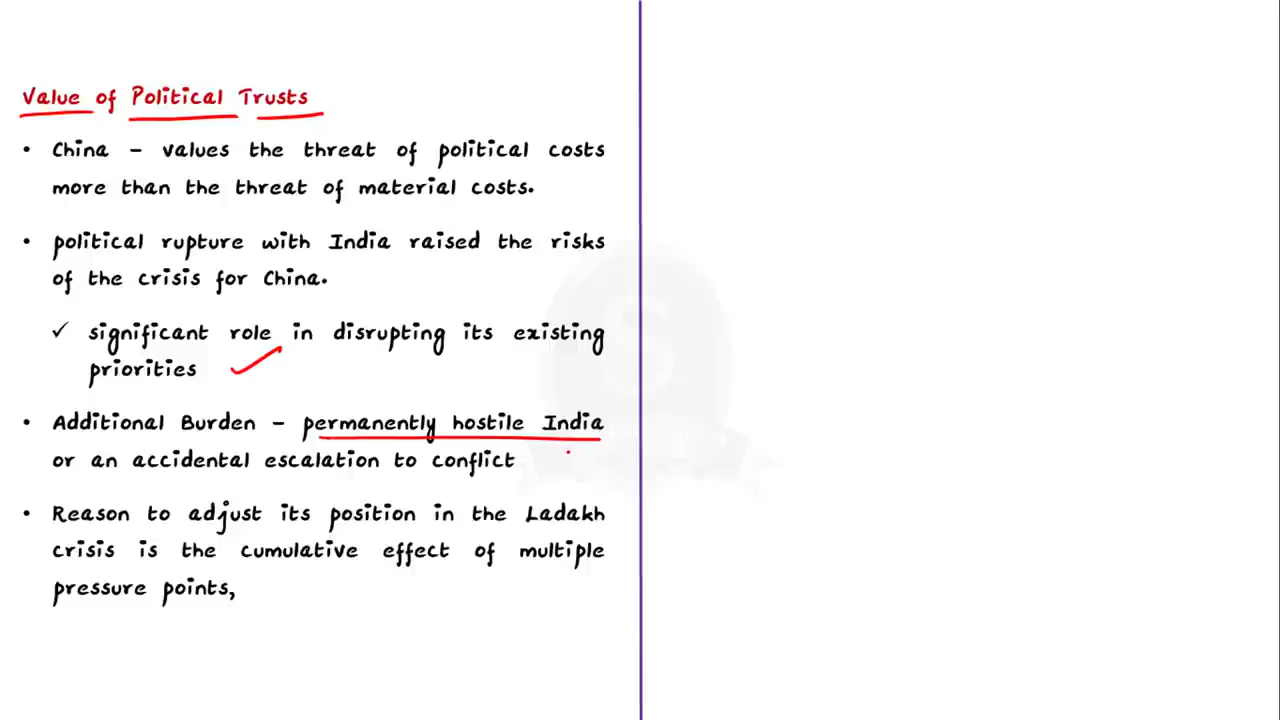 Value of Political Trusts
• China - values the threat of political costs
more than the threat of material costs.
• political rupture with India raised the risks
of the crisis for China.
✓ significant role in disrupting its existing
priorities
• Additional Burden - permanently hostile India
or an accidental escalation to conflict
• Reason to adjust its position in the Ladakh
crisis is the cumulative effect of multiple
pressure points,